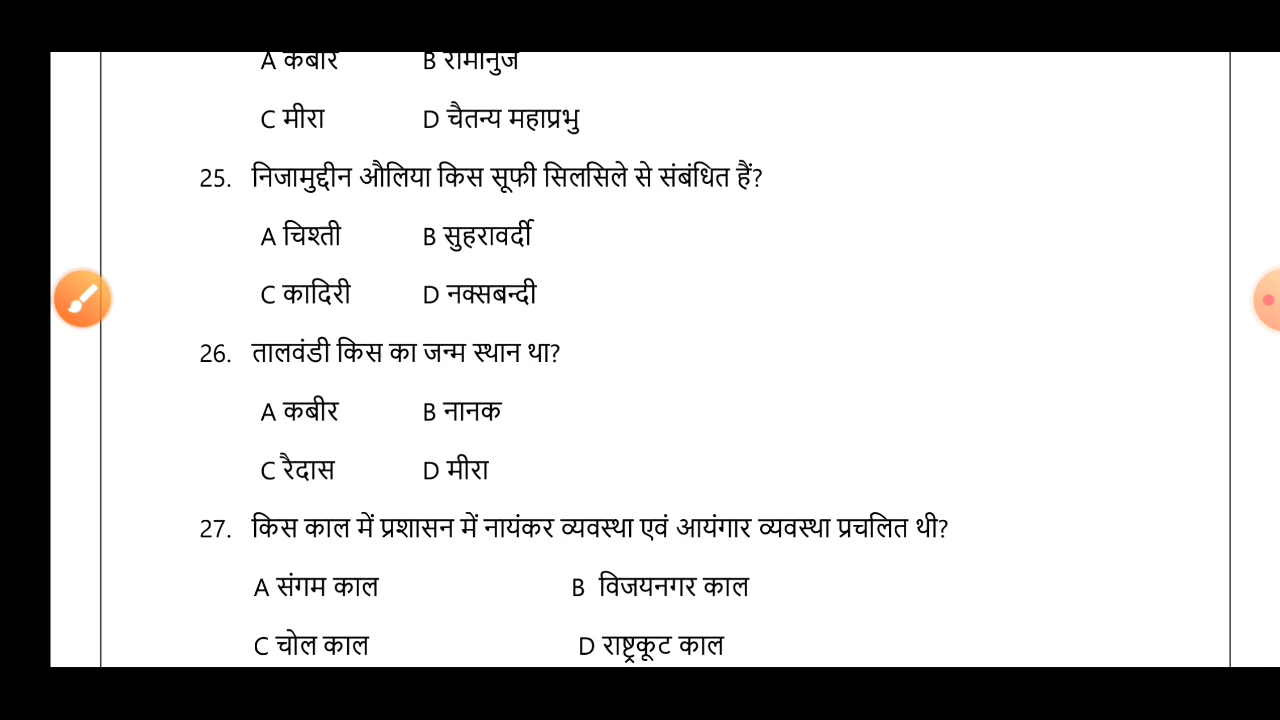 A कबीर B रामानुज
C मीरा D चैतन्य महाप्रभु
25. निजामुद्दीन औलिया किस सूफी सिलसिले से संबंधित हैं?
A चिश्ती B सुहरावर्दी
C कादिरी D नक्सबन्दी
26. तालवंडी किस का जन्म स्थान था?
A कबीर B नानक
C रैदास D मीरा
27. किस काल में प्रशासन में नायंकर व्यवस्था एवं आयंगार व्यवस्था प्रचलित थी?
A संगम काल B विजयनगर काल
C चोल काल D राष्ट्रकूट काल